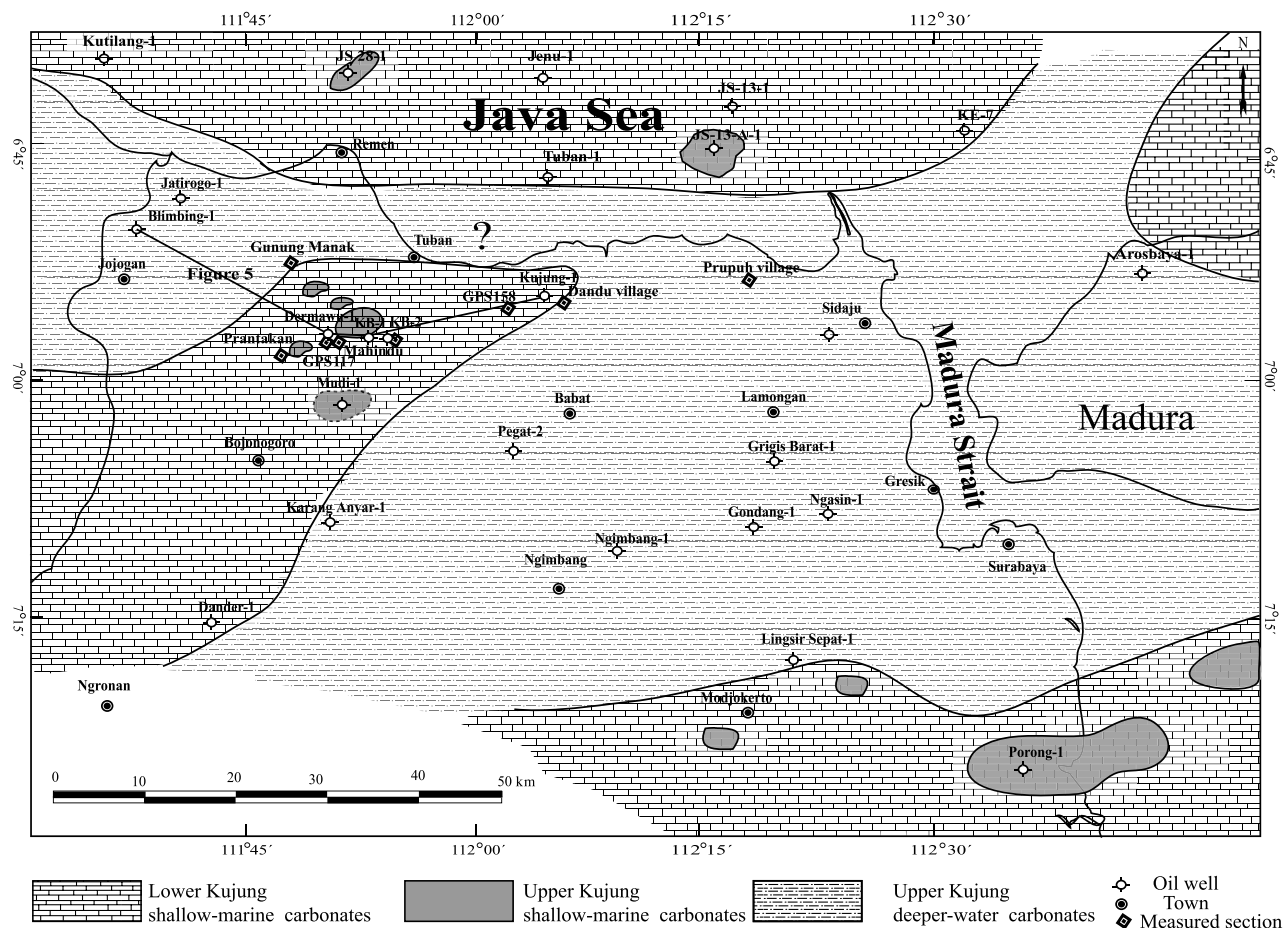 111°45′ 112°00′ 112°15′ 112°30′
Kutilang-1
JS 28-1
Jenu-1
N
JS-13-1
Java Sea
KE-7
JS-13-A-1
6°45′
Remen
Tuban-1
6°45′
Jatirogo-1
Blimbing-1
?
Tuban
Gunung Manak
Arosbaya-1
Jojogan
Figure 5
Prupuh village
Kujung-1
GPS158
Dandu village
Sidaju
Dermawu-1
KB-1 KB-2
Prantakan
Mahindu
GPS117
7°00′
Mudi-1
7°00′
Madura Strait
Babat
Lamongan
Madura
Pegat-2
Bojonogoro
Grigis Barat-1
Gresik
Karang Anyar-1
Ngasin-1
Gondang-1
Ngimbang-1
Ngimbang
Surabaya
Dander-1
7°15′
7°15′
Lingsir Sepat-1
Ngronan
Modjokerto
Porong-1
0 10 20 30 40 50 km
111°45′ 112°00′ 112°15′ 112°30′
Lower Kujung
shallow-marine carbonates
Upper Kujung
shallow-marine carbonates
Upper Kujung
deeper-water carbonates
Oil well
Town
Measured section